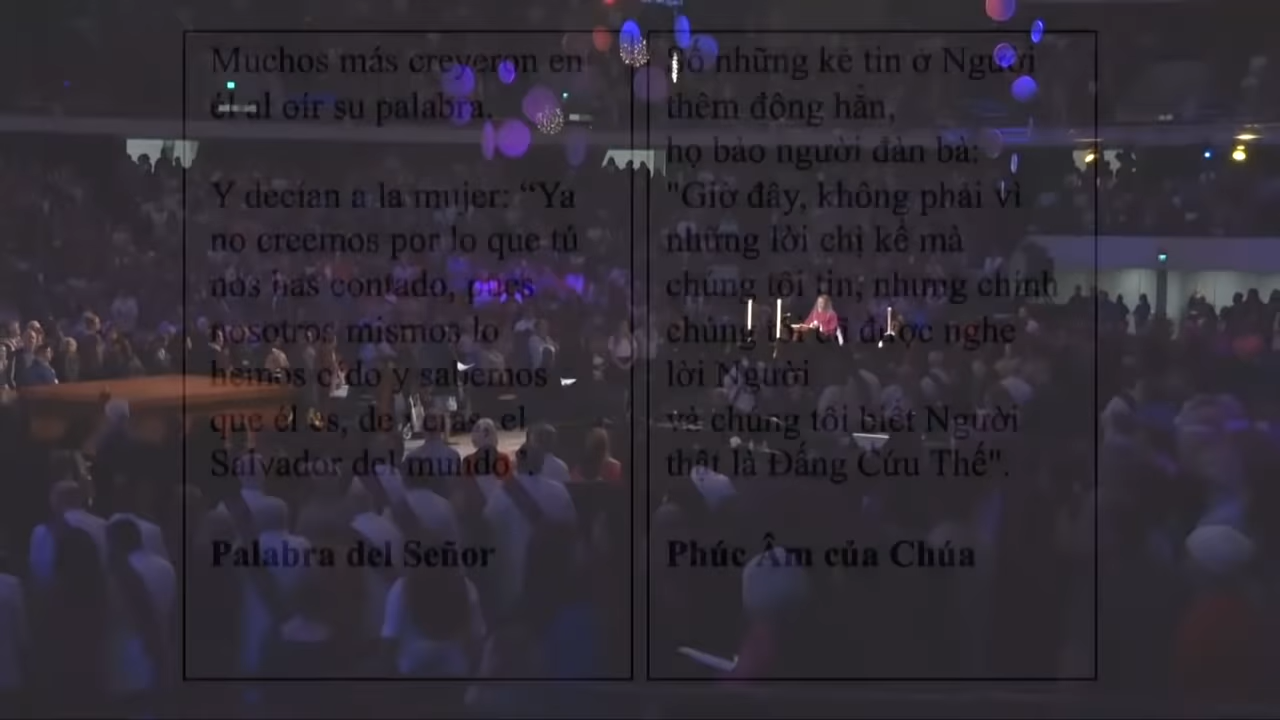 Muchos más creyeron en
él al oír su palabra.
Y decían a la mujer: “Ya
no creemos por lo que tú
nos has contado, pues
nosotros mismos lo
hemos oído y sabemos
que él es, de veras, el
Salvador del mundo”.
Palabra del Señor
Số những kẻ tin ở Người
thêm đông hẳn,
họ bảo người đàn bà:
"Giờ đây, không phải vì
những lời chị kể mà
chúng tôi tin; nhưng chính
chúng tôi đã được nghe
lời Người
và chúng tôi biết Người
thật là Đấng Cứu Thế".
Phúc Âm của Chúa